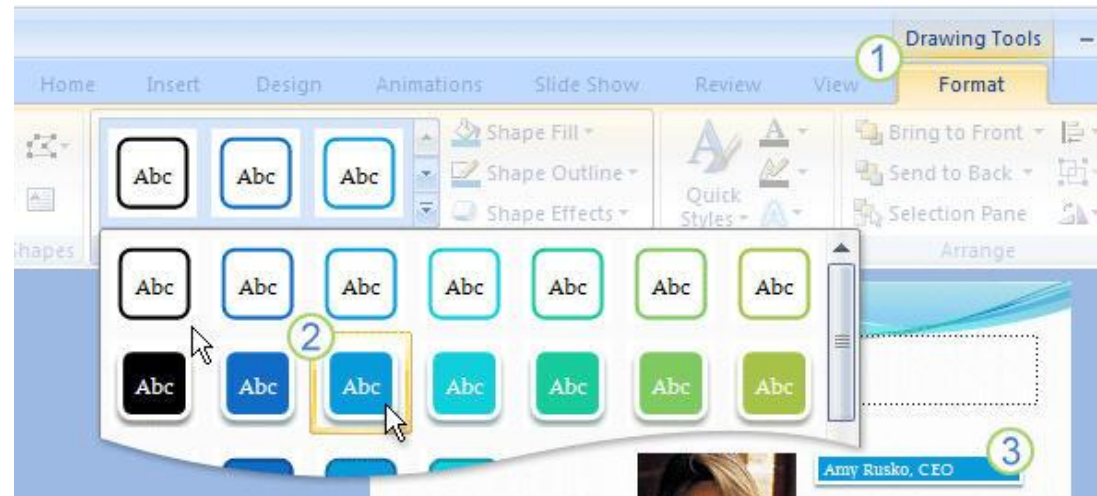 Drawing Tools
1
Home Insert Design Animations Slide Show Review View Format
Abc Abc Abc
Shape Fill
Shape Outline
Shape Effects
Quick
Styles
A
A
A
A
Bring to Front
Send to Back
Selection Pane
Shapes
Arrange
Abc Abc Abc Abc Abc Abc Abc
2
Abc Abc Abc Abc Abc Abc Abc
Amy Rusko, CEO
3